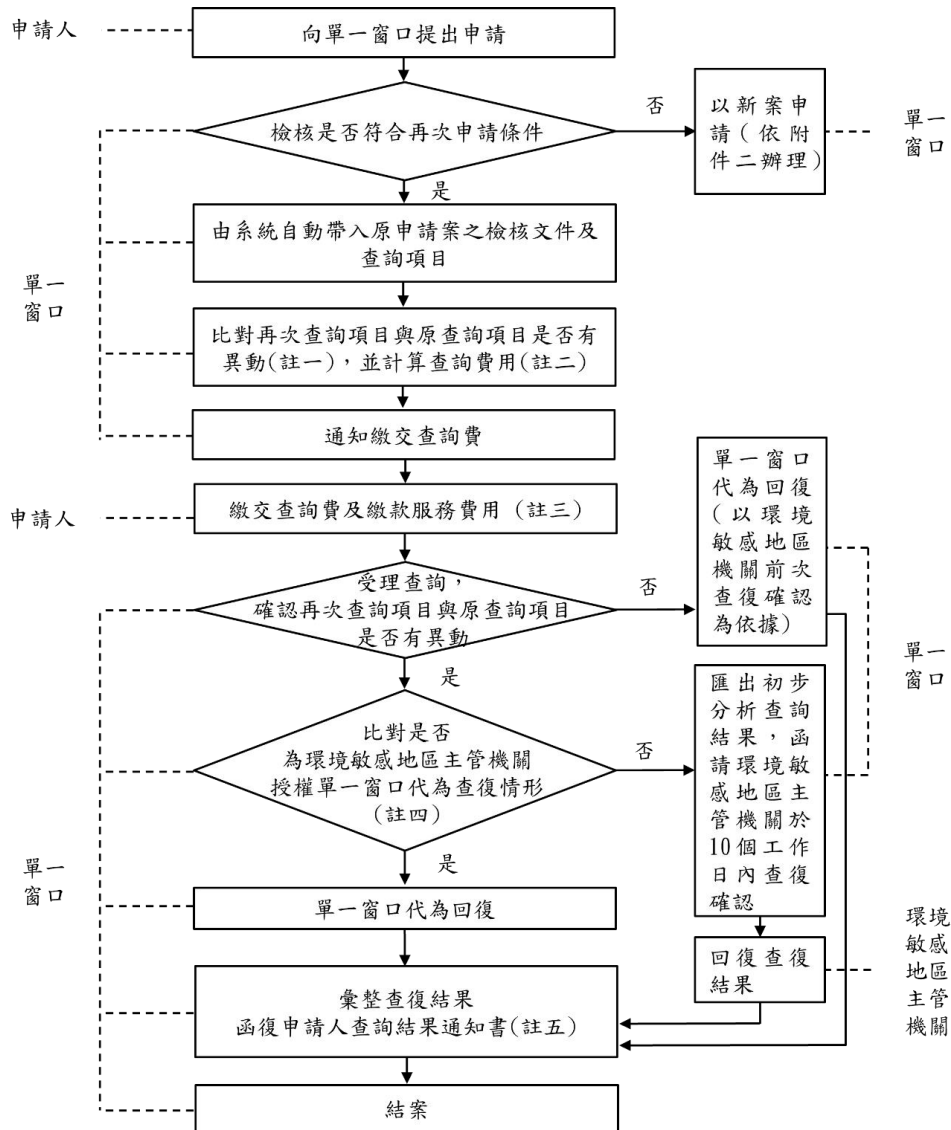 申請人
向單一窗口提出申請
檢核是否符合再次申請條件
否
以新案申
請(依附
件二辦理)
單一
窗口
是
由系統自動帶入原申請案之檢核文件及
查詢項目
單一
窗口
比對再次查詢項目與原查詢項目是否有
異動(註一)，並計算查詢費用(註二)
通知繳交查詢費
申請人
繳交查詢費及繳款服務費用(註三)
受理查詢，
確認再次查詢項目與原查詢項目
是否有異動
否
單一窗口
代為回復
(以環境
敏感地區
機關前次
查復確認
為依據)
單一
窗口
是
比對是否
為環境敏感地區主管機關
授權單一窗口代為查復情形
(註四)
否
匯出初步
分析查詢
結果，函
請環境敏
感地區主
管機關於
10個工作
日內查復
確認
單一
窗口
是
單一窗口代為回復
回復查復
結果
環境
敏感
地區
主管
機關
彙整查復結果
函復申請人查詢結果通知書(註五)
結案